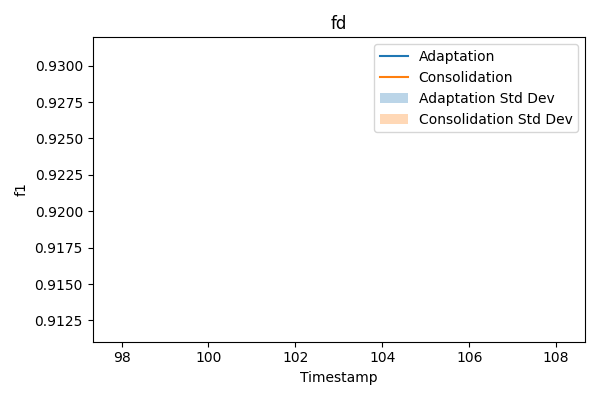 fd
Adaptation
Consolidation
Adaptation Std Dev
Consolidation Std Dev
0.9300
0.9275
0.9250
0.9225
0.9200
0.9175
0.9150
0.9125
f1
98 100 102 104 106 108
Timestamp